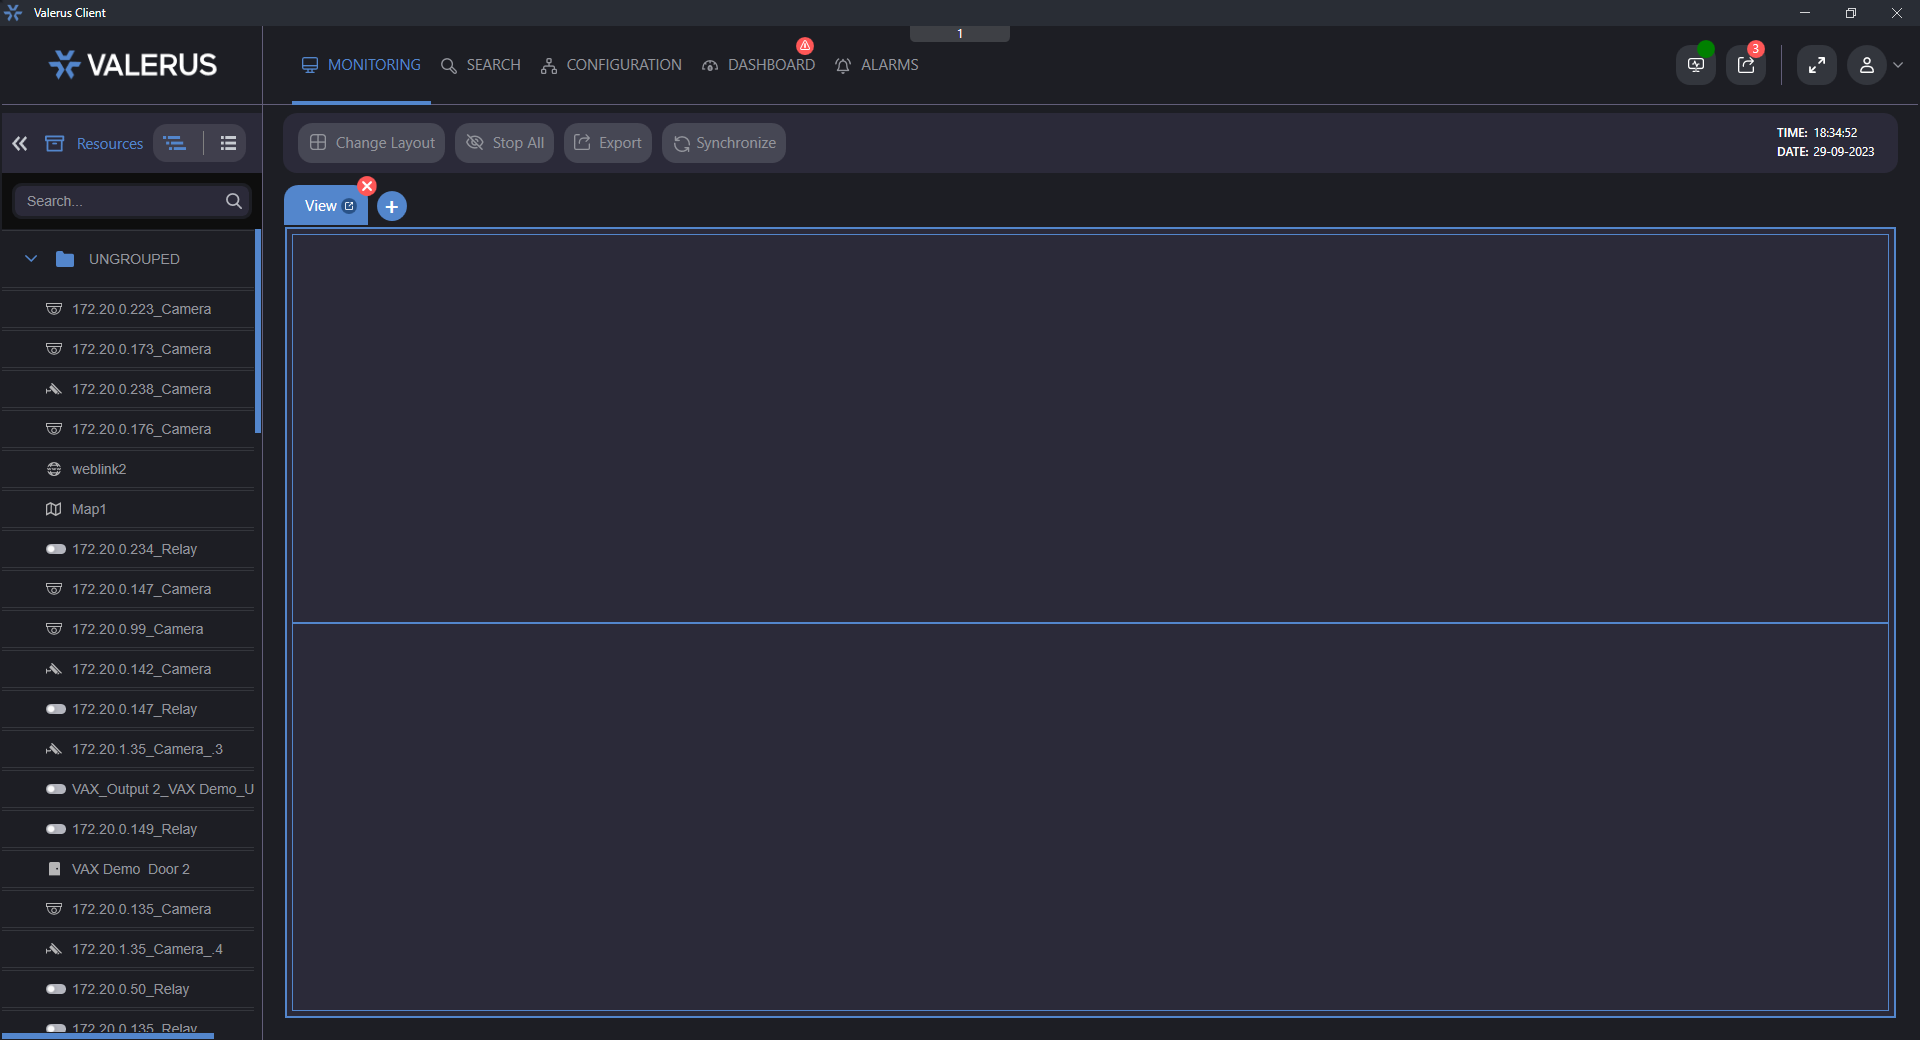 Valerus Client
1
VALERUS
MONITORING
SEARCH
CONFIGURATION
DASHBOARD
ALARMS
3
Resources
Change Layout
Stop All
Export
Synchronize
TIME: 18:34:52
DATE: 29-09-2023
Search...
View
UNGROUPED
172.20.0.223_Camera
172.20.0.173_Camera
172.20.0.238_Camera
172.20.0.176_Camera
weblink2
Map1
172.20.0.234_Relay
172.20.0.147_Camera
172.20.0.99_Camera
172.20.0.142_Camera
172.20.0.147_Relay
172.20.1.35_Camera_.3
VAX_Output 2_VAX Demo_U
172.20.0.149_Relay
VAX Demo  Door 2
172.20.0.135_Camera
172.20.1.35_Camera_.4
172.20.0.50_Relay
172.20.0.135_Relay